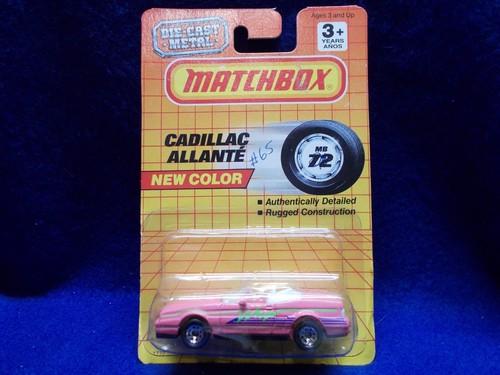 DIE-CAST
METAL
Ages 3 and Up
3+
YEARS
AÑOS
MATCHBOX®
CADILLAC
ALLANTÉ
#65
MB
72
NEW COLOR
■ Authentically Detailed
■ Rugged Construction